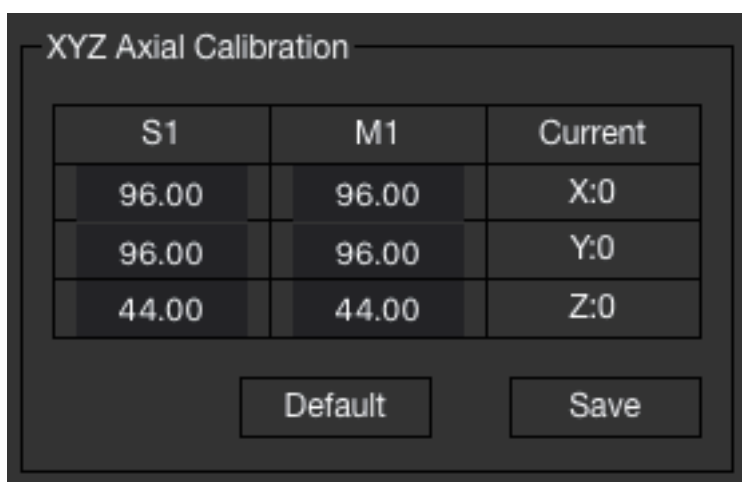 XYZ Axial Calibration
S1 M1 Current
96.00 96.00 X:0
96.00 96.00 Y:0
44.00 44.00 Z:0
Default Save